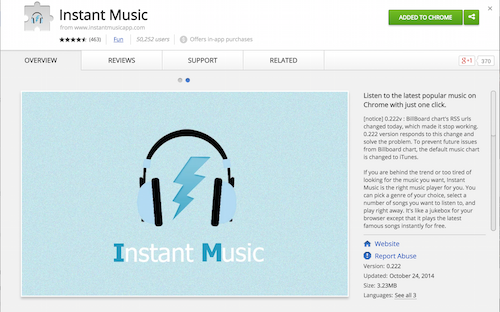 Instant Music
from www.instantmusicapp.com
ADDED TO CHROME
(463) Fun 50,252 users Offers in-app purchases
OVERVIEW REVIEWS SUPPORT RELATED
g+1 370
Listen to the latest popular music on
Chrome with just one click.
[notice] 0.222v : BillBoard chart's RSS urls
changed today, which made it stop working.
0.222 version responds to this change and
solve the problem. To prevent future issues
from Billboard chart, the default music chart
is changed to iTunes.
If you are behind the trend or too tired of
looking for the music you want, Instant
Music is the right music player for you. You
can pick a genre of your choice, select a
number of songs you want to listen to, and
play right away. It's like a jukebox for your
browser except that it plays the latest
famous songs instantly for free.
Instant Music
Website
Report Abuse
Version: 0.222
Updated: October 24, 2014
Size: 3.23MB
Languages: See all 3